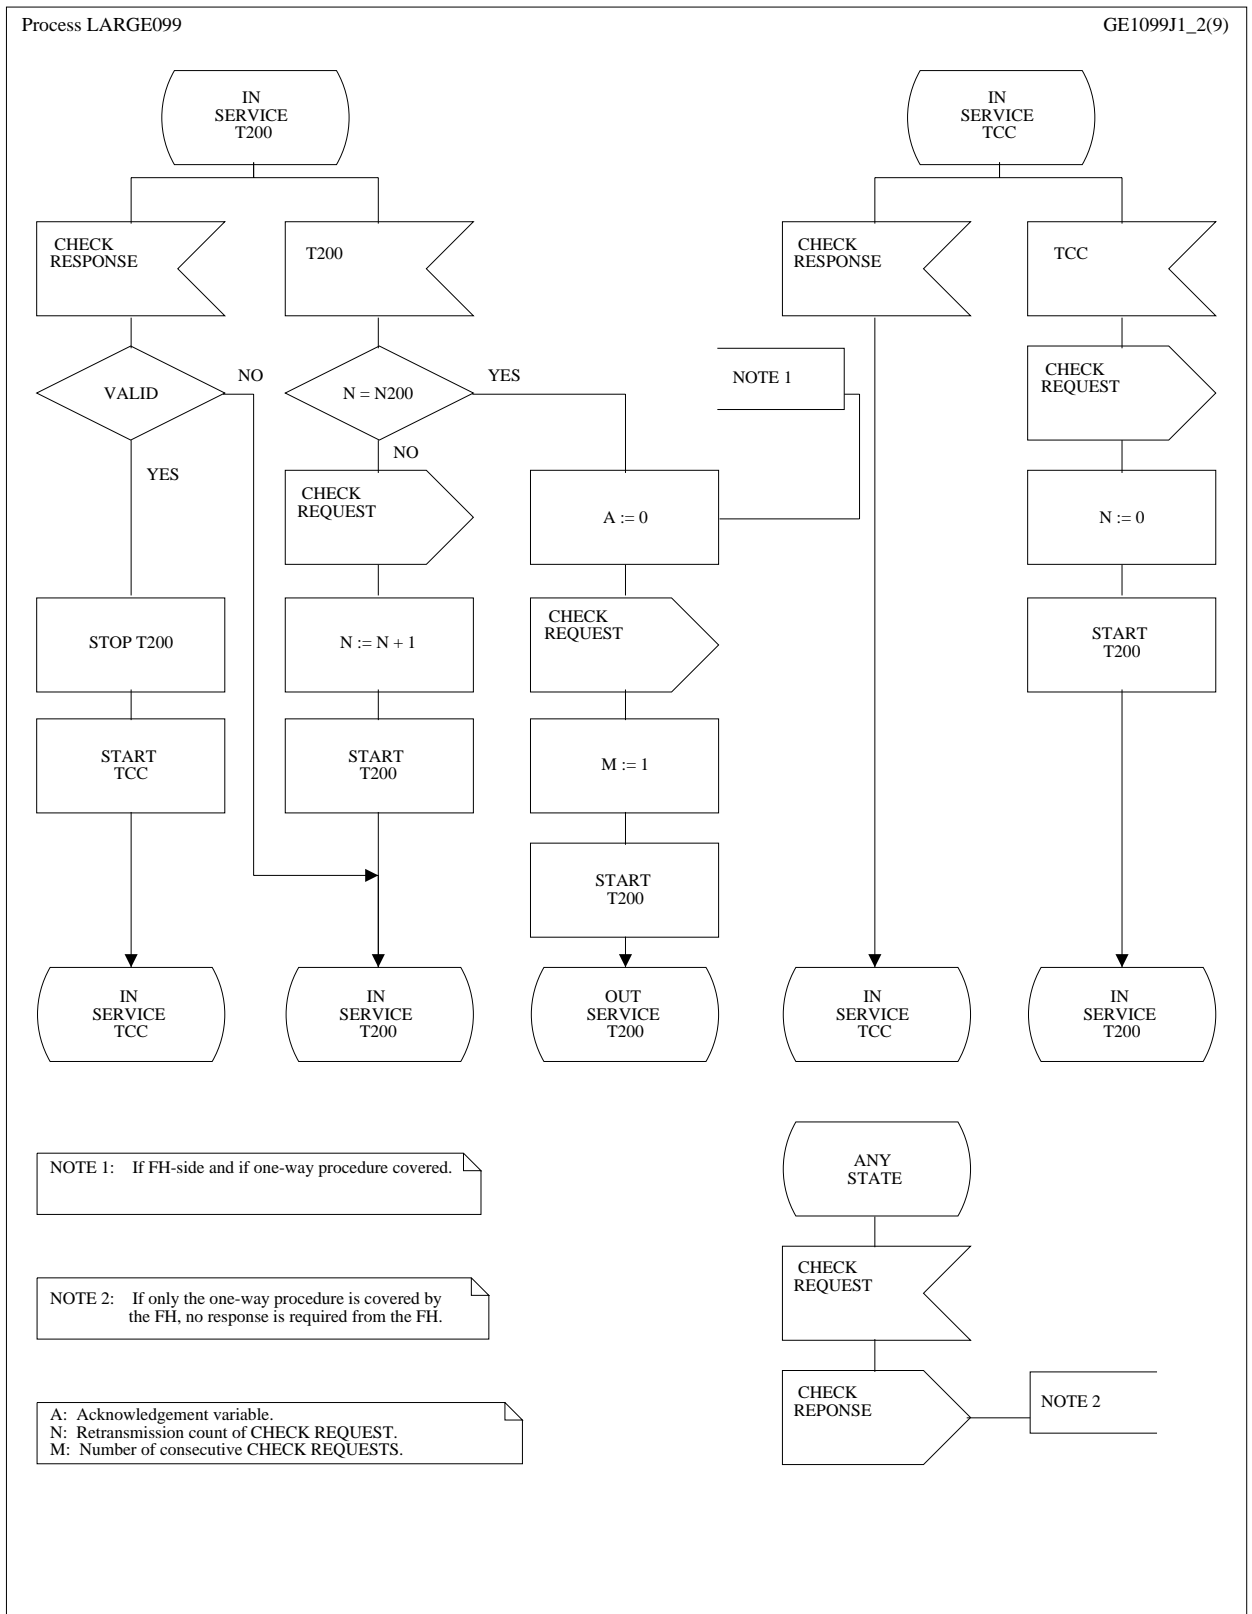 Process LARGE099
GE1099J1_2(9)
IN
SERVICE
T200
IN
SERVICE
TCC
CHECK
RESPONSE
T200
CHECK
RESPONSE
TCC
VALID
NO
N = N200
YES
NOTE 1
CHECK
REQUEST
YES
NO
CHECK
REQUEST
A := 0
N := 0
STOP T200
N := N + 1
CHECK
REQUEST
START
T200
START
TCC
START
T200
M := 1
START
T200
IN
SERVICE
TCC
IN
SERVICE
T200
OUT
SERVICE
T200
IN
SERVICE
TCC
IN
SERVICE
T200
NOTE 1: If FH-side and if one-way procedure covered.
ANY
STATE
CHECK
REQUEST
NOTE 2: If only the one-way procedure is covered by
the FH, no response is required from the FH.
CHECK
REPONSE
NOTE 2
A: Acknowledgement variable.
N: Retransmission count of CHECK REQUEST.
M: Number of consecutive CHECK REQUESTS.